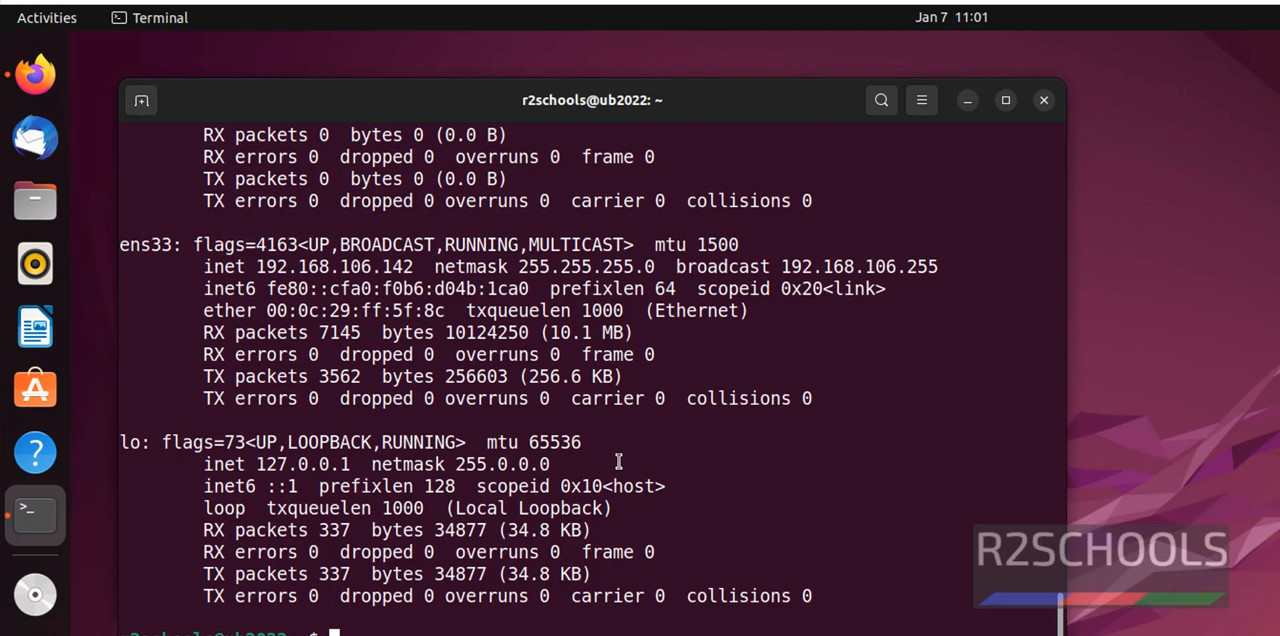 Activities
Terminal
Jan 7 11:01
r2schools@ub2022: ~
RX packets 0 bytes 0 (0.0 B)
RX errors 0 dropped 0 overruns 0 frame 0
TX packets 0 bytes 0 (0.0 B)
TX errors 0 dropped 0 overruns 0 carrier 0 collisions 0
ens33: flags=4163<UP,BROADCAST,RUNNING,MULTICAST> mtu 1500
inet 192.168.106.142 netmask 255.255.255.0 broadcast 192.168.106.255
inet6 fe80::cfa0:f0b6:d04b:1ca0 prefixlen 64 scopeid 0x20<link>
ether 00:0c:29:ff:5f:8c txqueuelen 1000 (Ethernet)
RX packets 7145 bytes 10124250 (10.1 MB)
RX errors 0 dropped 0 overruns 0 frame 0
TX packets 3562 bytes 256603 (256.6 KB)
TX errors 0 dropped 0 overruns 0 carrier 0 collisions 0
lo: flags=73<UP,LOOPBACK,RUNNING> mtu 65536
inet 127.0.0.1 netmask 255.0.0.0
inet6 ::1 prefixlen 128 scopeid 0x10<host>
loop txqueuelen 1000 (Local Loopback)
RX packets 337 bytes 34877 (34.8 KB)
RX errors 0 dropped 0 overruns 0 frame 0
TX packets 337 bytes 34877 (34.8 KB)
TX errors 0 dropped 0 overruns 0 carrier 0 collisions 0
R2SCHOOLS